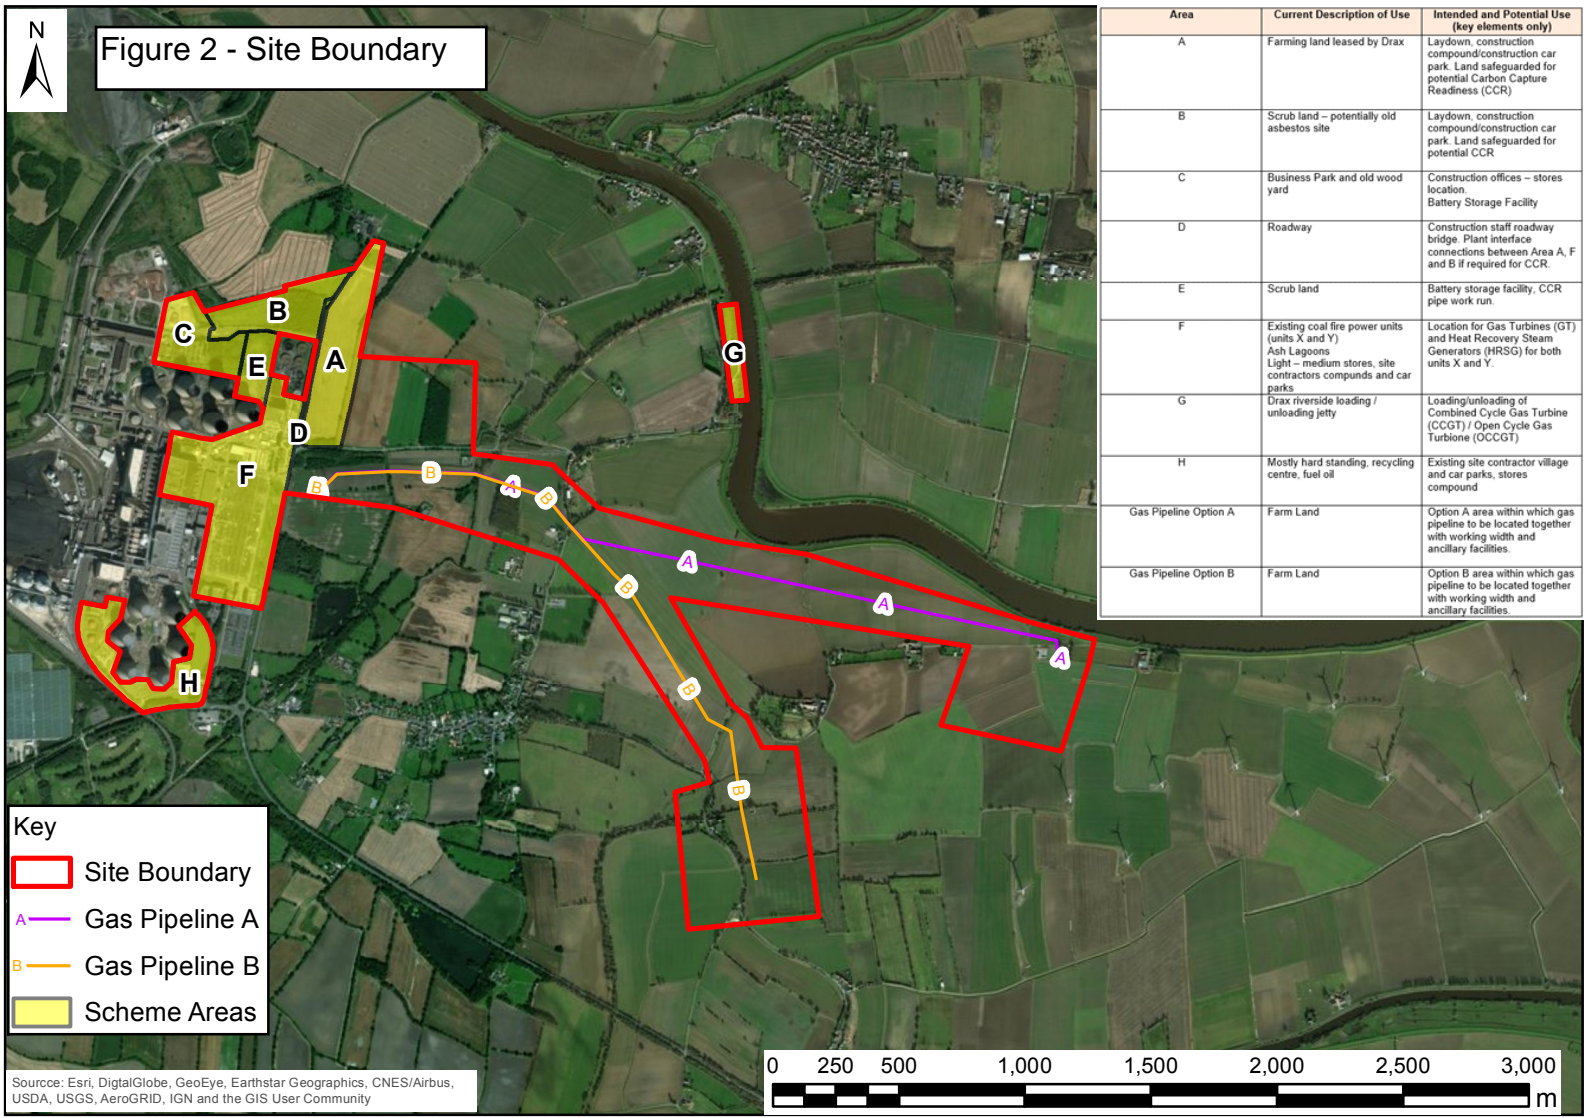 N
Figure 2 - Site Boundary
Area Current Description of Use Intended and Potential Use
(key elements only)
A Farming land leased by Drax Laydown, construction
compound/construction car
park. Land safeguarded for
potential Carbon Capture
Readiness (CCR)
B Scrub land – potentially old Laydown, construction
asbestos site compound/construction car
park. Land safeguarded for
potential CCR
C Business Park and old wood Construction offices – stores
yard location.
Battery Storage Facility
D Roadway Construction staff roadway
bridge. Plant interface
connections between Area A, F
and B if required for CCR.
E Scrub land Battery storage facility, CCR
pipe work run.
F Existing coal fire power units Location for Gas Turbines (GT)
(units X and Y) and Heat Recovery Steam
Ash Lagoons Generators (HRSG) for both
Light – medium stores, site units X and Y.
contractors compunds and car
parks
G Drax riverside loading / Loading/unloading of
unloading jetty Combined Cycle Gas Turbine
(CCGT) / Open Cycle Gas
Turbione (OCCGT)
H Mostly hard standing, recycling Existing site contractor village
centre, fuel oil and car parks, stores
compound
Gas Pipeline Option A Farm Land Option A area within which gas
pipeline to be located together
with working width and
ancillary facilities.
Gas Pipeline Option B Farm Land Option B area within which gas
pipeline to be located together
with working width and
ancillary facilities.
B
C
A
E
G
D
F
B
B
A
B
A
B
A
A
B
H
B
Key
Site Boundary
A Gas Pipeline A
B Gas Pipeline B
Scheme Areas
Sourcce: Esri, DigtalGlobe, GeoEye, Earthstar Geographics, CNES/Airbus,
USDA, USGS, AeroGRID, IGN and the GIS User Community
0 250 500 1,000 1,500 2,000 2,500 3,000
m